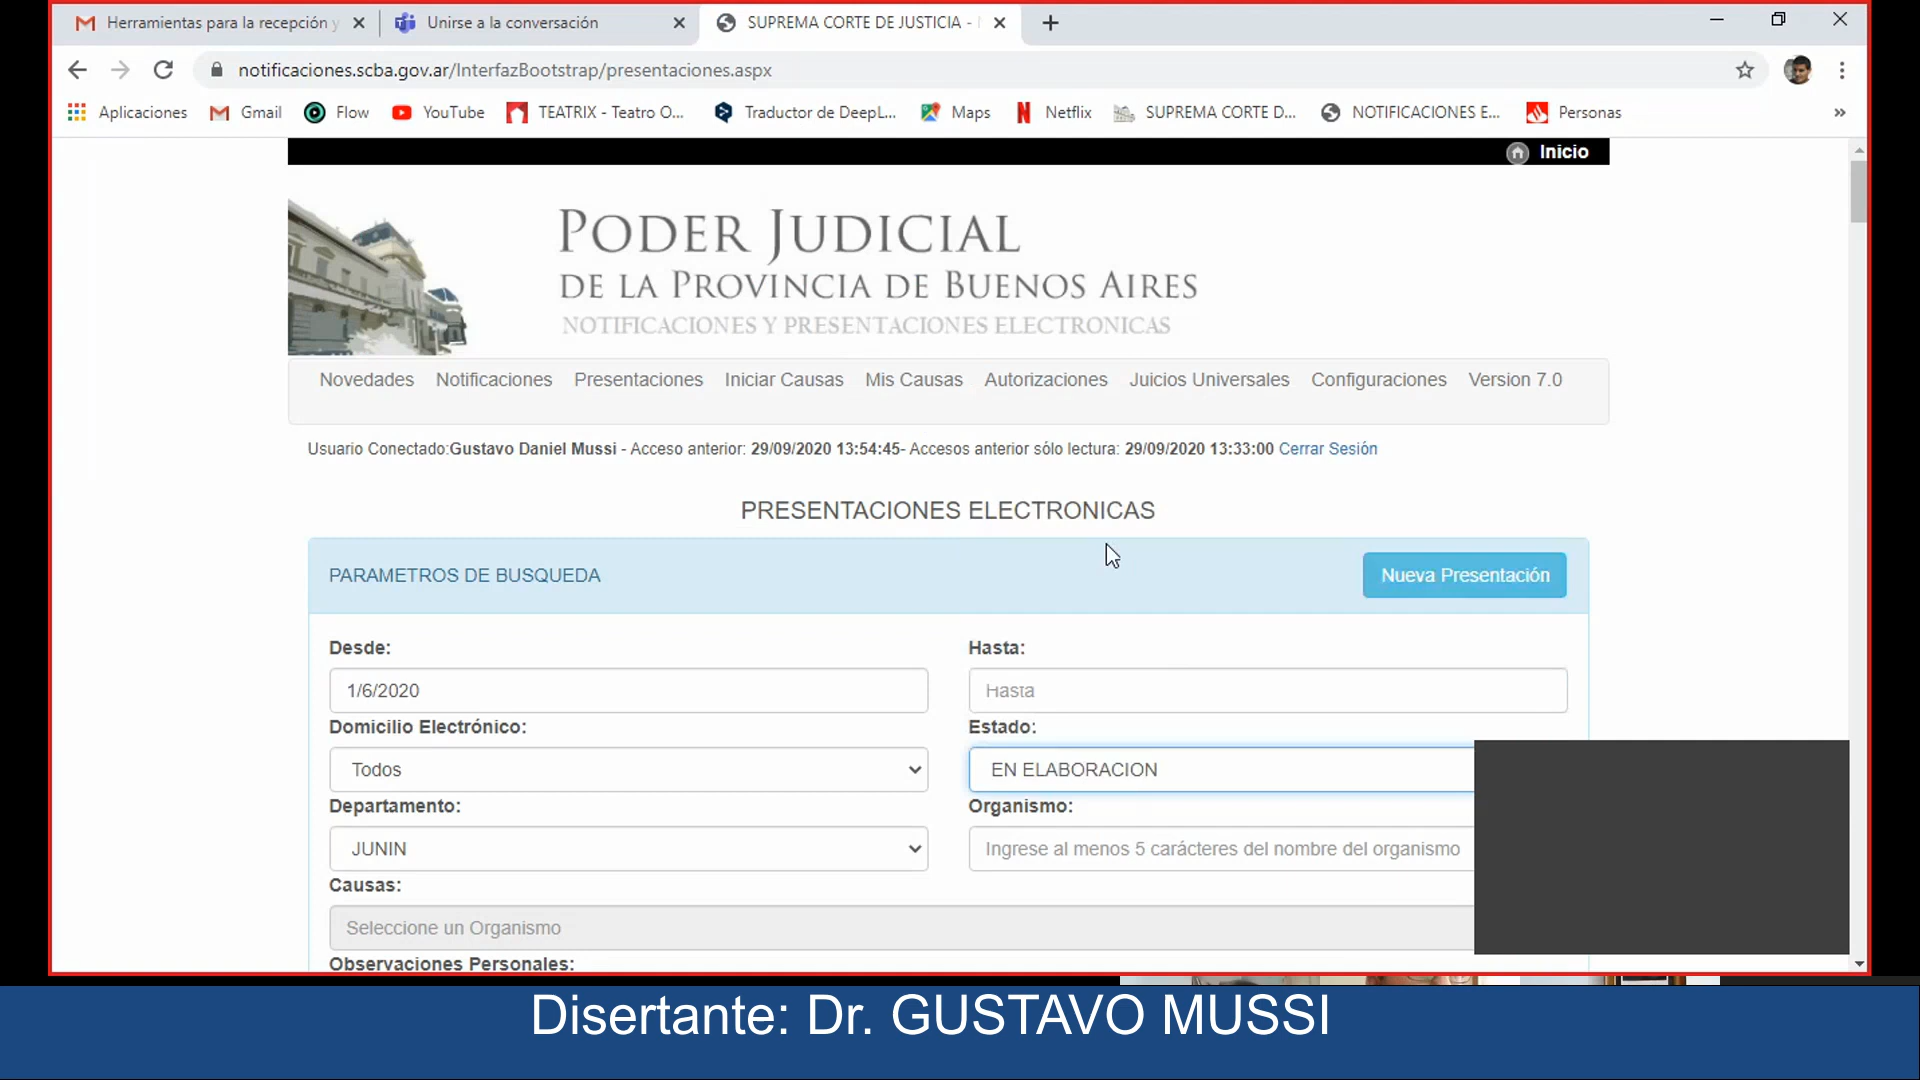 Herramientas para la recepción y
Unirse a la conversación
SUPREMA CORTE DE JUSTICIA -
notificaciones.scba.gov.ar/InterfazBootstrap/presentaciones.aspx
Aplicaciones
Gmail
Flow
YouTube
TEATRIX - Teatro O...
Traductor de DeepL...
Maps
Netflix
SUPREMA CORTE D...
NOTIFICACIONES E...
Personas
Inicio
PODER JUDICIAL
DE LA PROVINCIA DE BUENOS AIRES
NOTIFICACIONES Y PRESENTACIONES ELECTRONICAS
Novedades Notificaciones Presentaciones Iniciar Causas Mis Causas Autorizaciones Juicios Universales Configuraciones Version 7.0
Usuario Conectado:Gustavo Daniel Mussi - Acceso anterior: 29/09/2020 13:54:45- Accesos anterior sólo lectura: 29/09/2020 13:33:00 Cerrar Sesión
PRESENTACIONES ELECTRONICAS
PARAMETROS DE BUSQUEDA
Nueva Presentación
Desde:
Hasta:
1/6/2020
Hasta
Domicilio Electrónico:
Estado:
Todos
EN ELABORACION
Departamento:
Organismo:
JUNIN
Ingrese al menos 5 carácteres del nombre del organismo
Causas:
Seleccione un Organismo
Observaciones Personales:
Disertante: Dr. GUSTAVO MUSSI